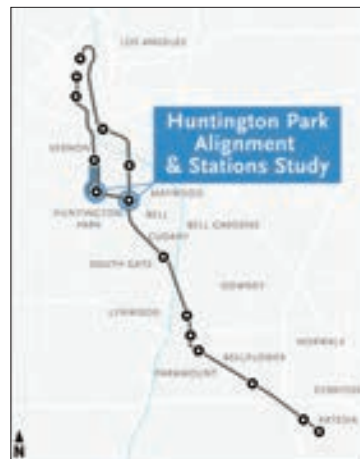 LOS ANGELES
Huntington Park
Alignment
& Stations Study
VERNON
MAYWOOD
HUNTINGTON
PARK
BELL
BELL GARDENS
CUDAHY
SOUTH GATE
DOWNEY
LYNWOOD
NORWALK
BELLFLOWER
PARAMOUNT
CERRITOS
ARTESIA
N